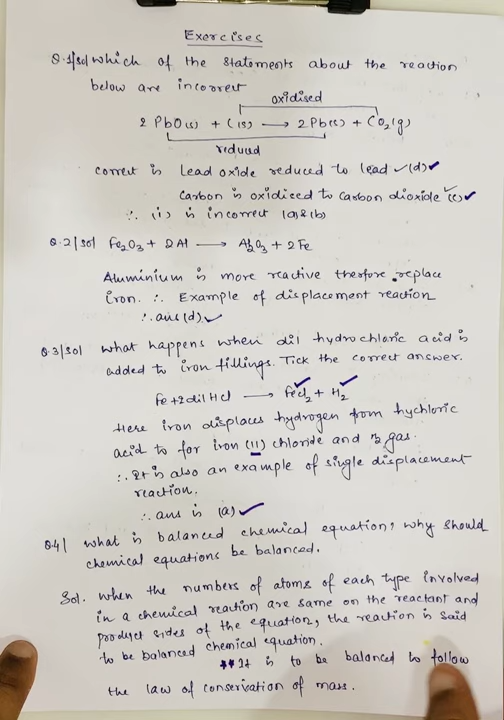 Exercises
Q.1/sol which of the statements about the reaction
below are incorrect
oxidised
2 PbO(s) + C(s) → 2 Pb(s) + CO2(g)
reduced
correct is Lead oxide reduced to lead ✓(d)✓
Carbon is oxidiced to Carbon dioxide ✓(c)✓
∴ (i) is incorrect (a) & (b)
Q.2/sol Fe2O3 + 2Al → Al2O3 + 2Fe
Aluminium is more reactive therfore replace
iron. ∴ Example of displacement reaction
∴ ans (d) ✓
Q.3/sol what happens when dil hydrochloric acid is
added to iron fillings. Tick the correct answer.
Fe + 2 dil HCl → FeCl2 + H2
Here iron displaces hydrogen from hychloric
acid to for iron (II) chloride and H2 gas.
∴ It is also an example of single displacement
reaction.
∴ ans is (a) ✓
Q4/ what is balanced chemical equation? why should
chemical equations be balanced.
Sol. when the numbers of atoms of each type involved
in a chemical reaction are same on the reactant and
product sides of the equation, the reaction is said
to be balanced chemical equation.
It is to be balanced to follow
the law of conservation of mass.